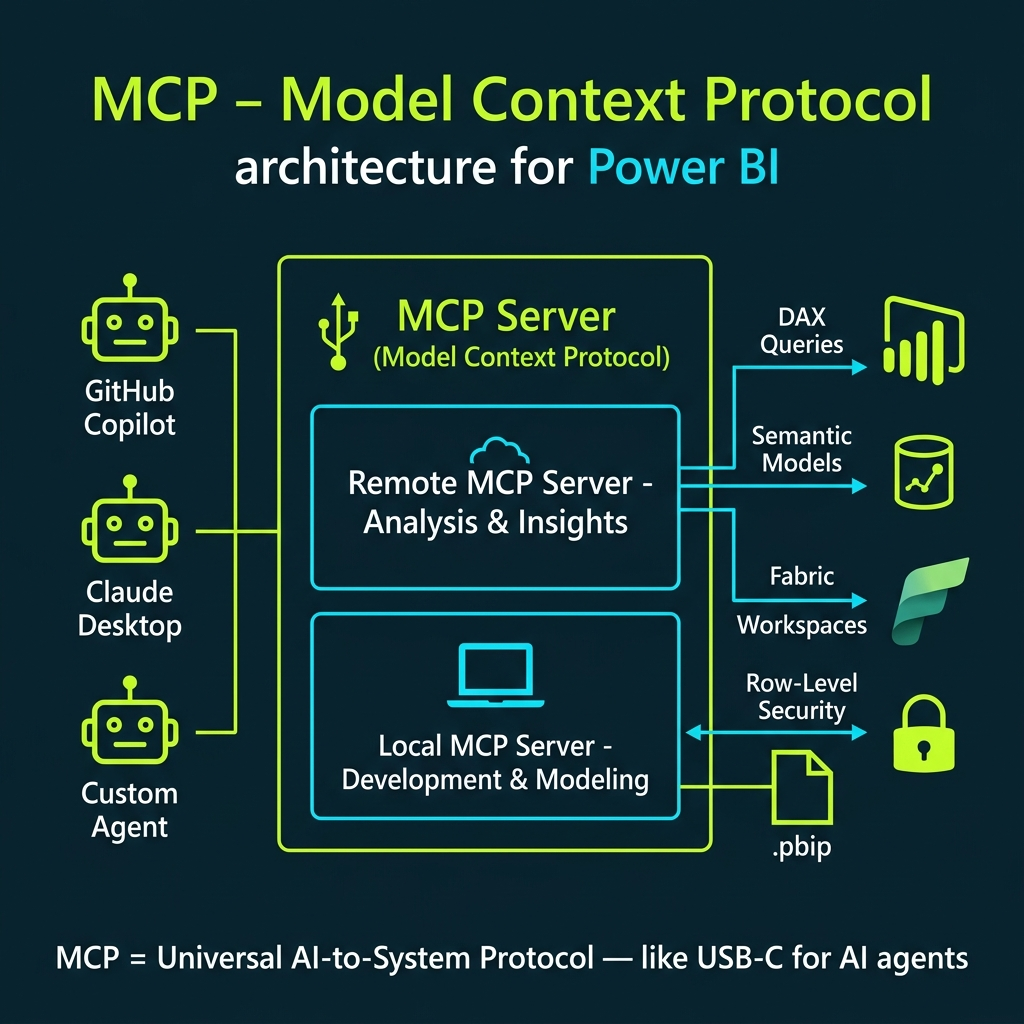 MCP – Model Context Protocol
architecture for Power BI
GitHub
Copilot
Claude
Desktop
Custom
Agent
MCP Server
(Model Context Protocol)
Remote MCP Server -
Analysis & Insights
Local MCP Server -
Development & Modeling
DAX
Queries
Semantic
Models
Fabric
Workspaces
Row-Level
Security
.pbip
MCP = Universal AI-to-System Protocol — like USB-C for AI agents